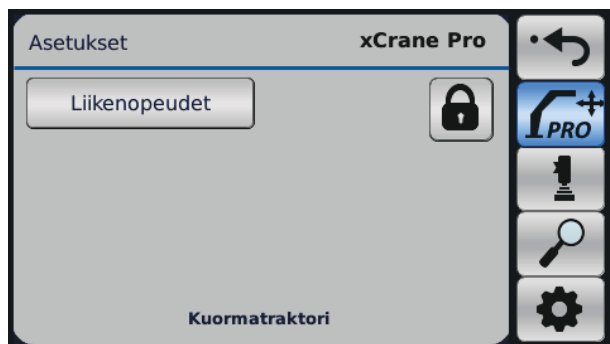 Asetukset xCrane Pro
Liikenopeudet
PRO
Kuormatraktori